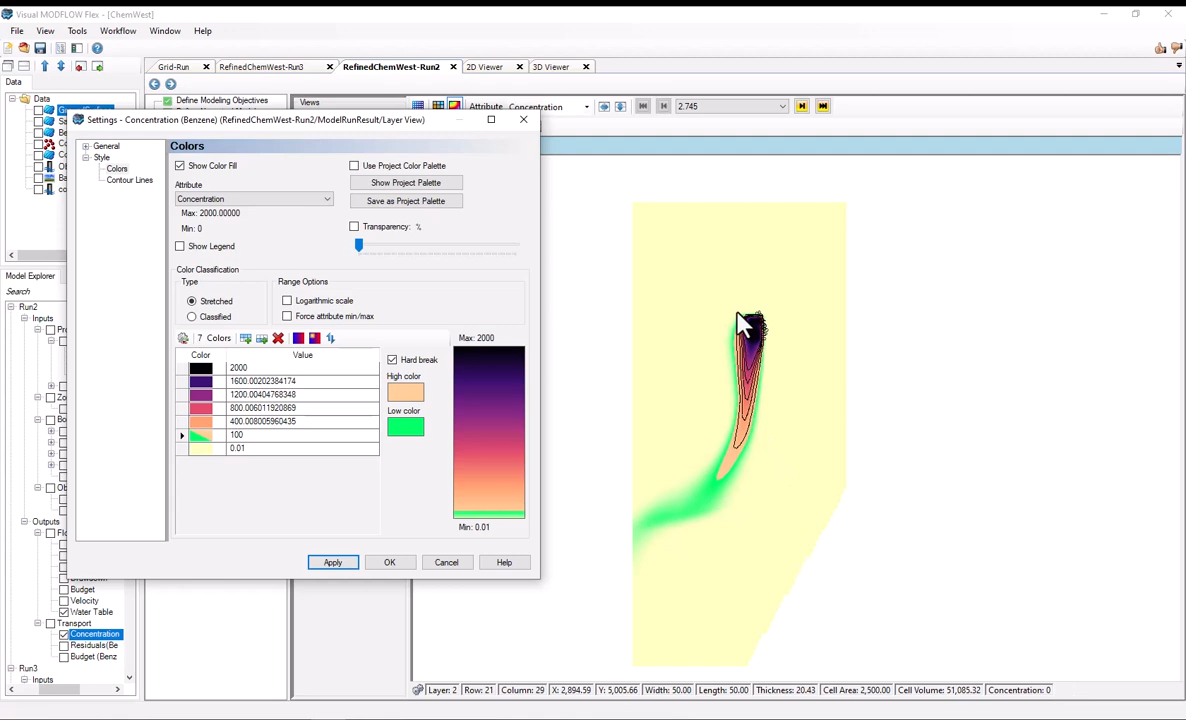 Visual MODFLOW Flex - [ChemWest]
File View Tools Workflow Window Help
Grid-Run RefinedChemWest-Run3 RefinedChemWest-Run2 2D Viewer 3D Viewer
Data
Data
Define Modeling Objectives
Views
Attribute Concentration 2.745
Settings - Concentration (Benzene) (RefinedChemWest-Run2/ModelRunResult/Layer View)
General
Style
Colors
Contour Lines
Colors
Show Color Fill
Use Project Color Palette
Attribute
Show Project Palette
Concentration
Save as Project Palette
Max: 2000.00000
Min: 0
Transparency: %
Show Legend
Color Classification
Type
Range Options
Stretched
Logarithmic scale
Classified
Force attribute min/max
7 Colors
Max: 2000
Color Value
Hard break
2000
High color
1600.00202384174
1200.00404768348
800.006011920869
Low color
400.008005960435
100
0.01
Min: 0.01
Apply OK Cancel Help
Model Explorer
Search
Run2
Inputs
Outputs
Budget
Velocity
Water Table
Transport
Concentration
Residuals(Be
Budget (Benz
Run3
Inputs
Layer: 2 Row: 21 Column: 29 X: 2,894.59 Y: 5,005.66 Width: 50.00 Length: 50.00 Thickness: 20.43 Cell Area: 2,500.00 Cell Volume: 51,085.32 Concentration: 0